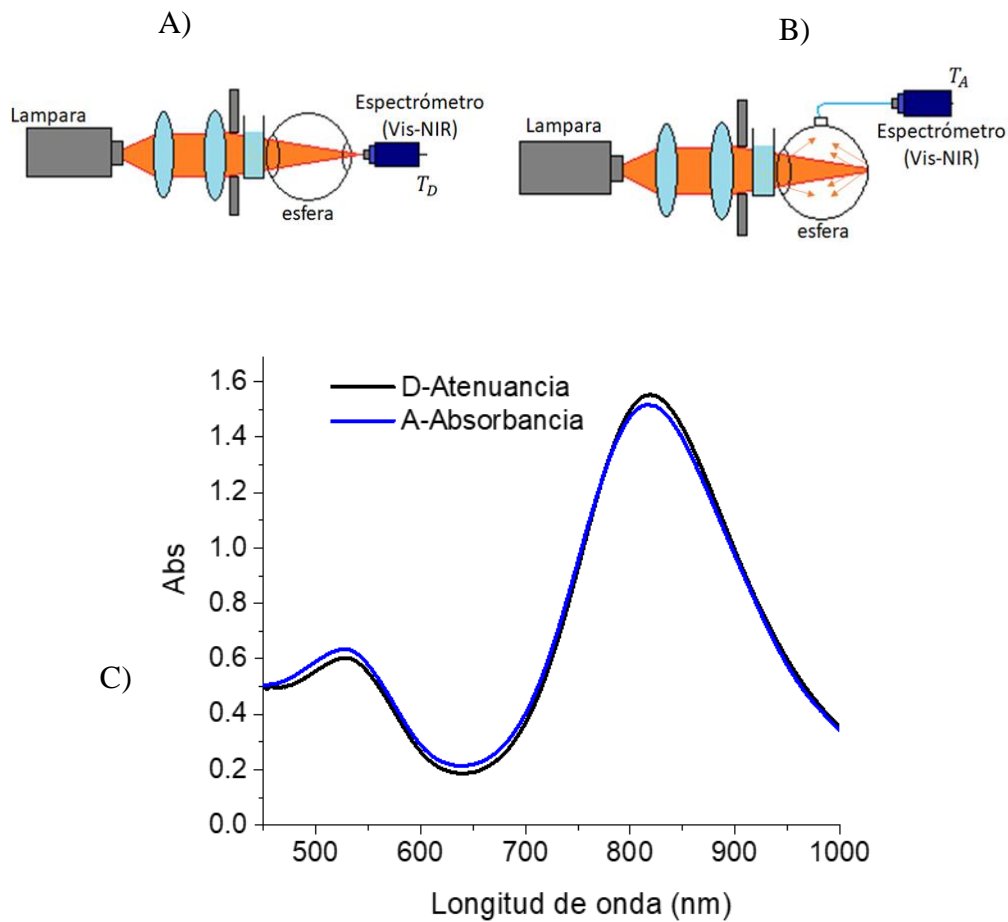 A)
B)
Lampara
Espectrómetro
(Vis-NIR)
T_D
esfera
Lampara
T_A
Espectrómetro
(Vis-NIR)
esfera
C)
D-Atenuancia
A-Absorbancia
Abs
1.6
1.4
1.2
1.0
0.8
0.6
0.4
0.2
0.0
500 600 700 800 900 1000
Longitud de onda (nm)